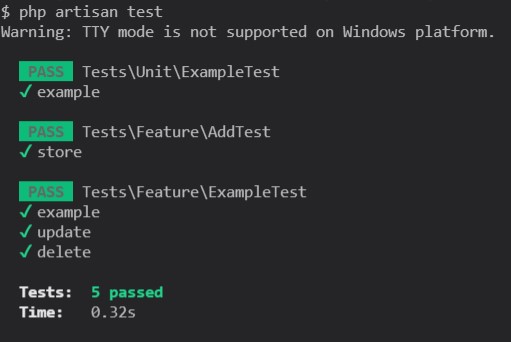 $ php artisan test
Warning: TTY mode is not supported on Windows platform.
PASS Tests\Unit\ExampleTest
✓ example
PASS Tests\Feature\AddTest
✓ store
PASS Tests\Feature\ExampleTest
✓ example
✓ update
✓ delete
Tests: 5 passed
Time: 0.32s